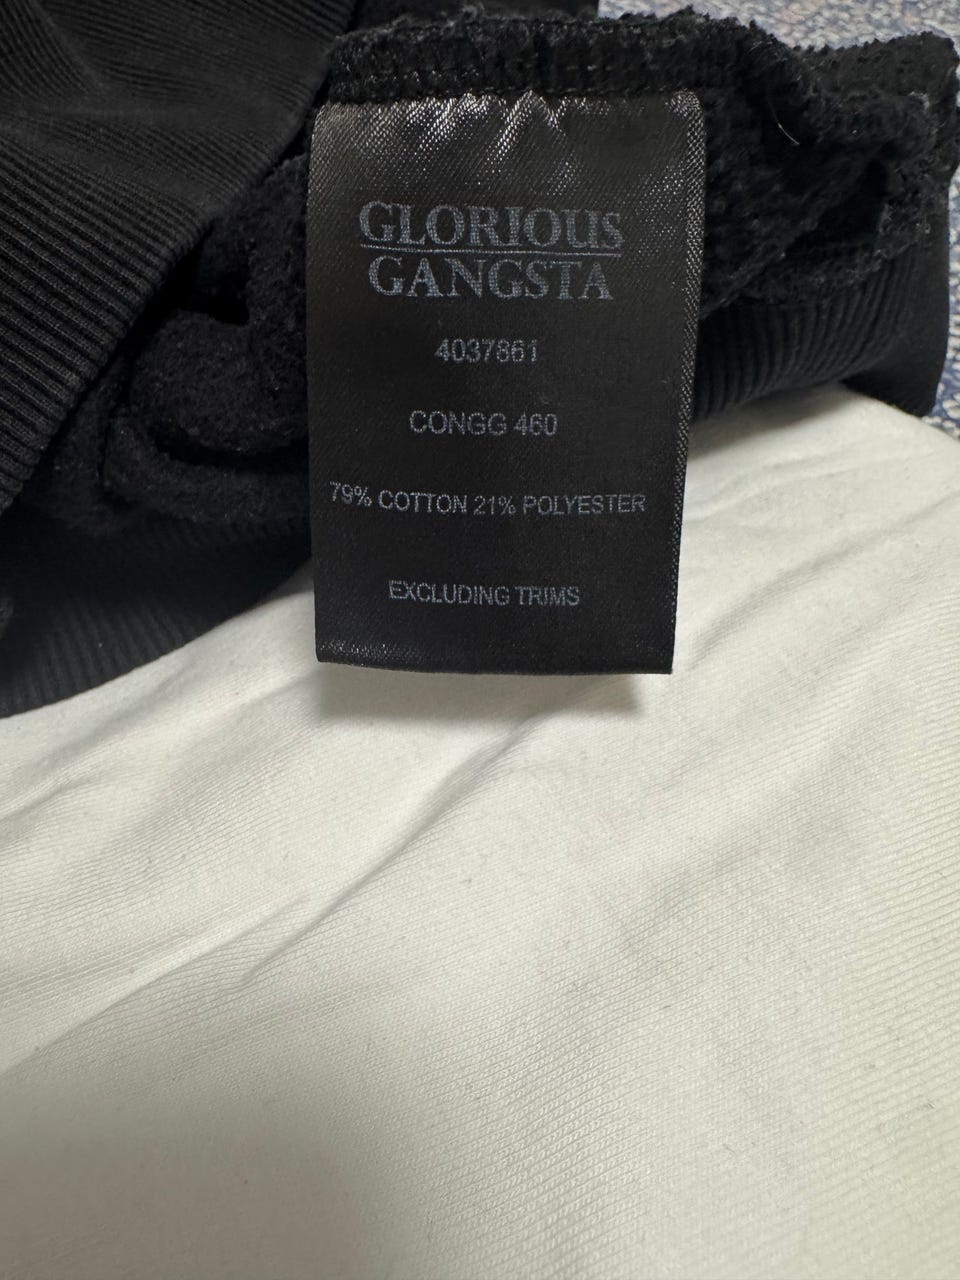 GLORIOUS
GANGSTA
4037861
CONGG 460
79% COTTON 21% POLYESTER
EXCLUDING TRIMS